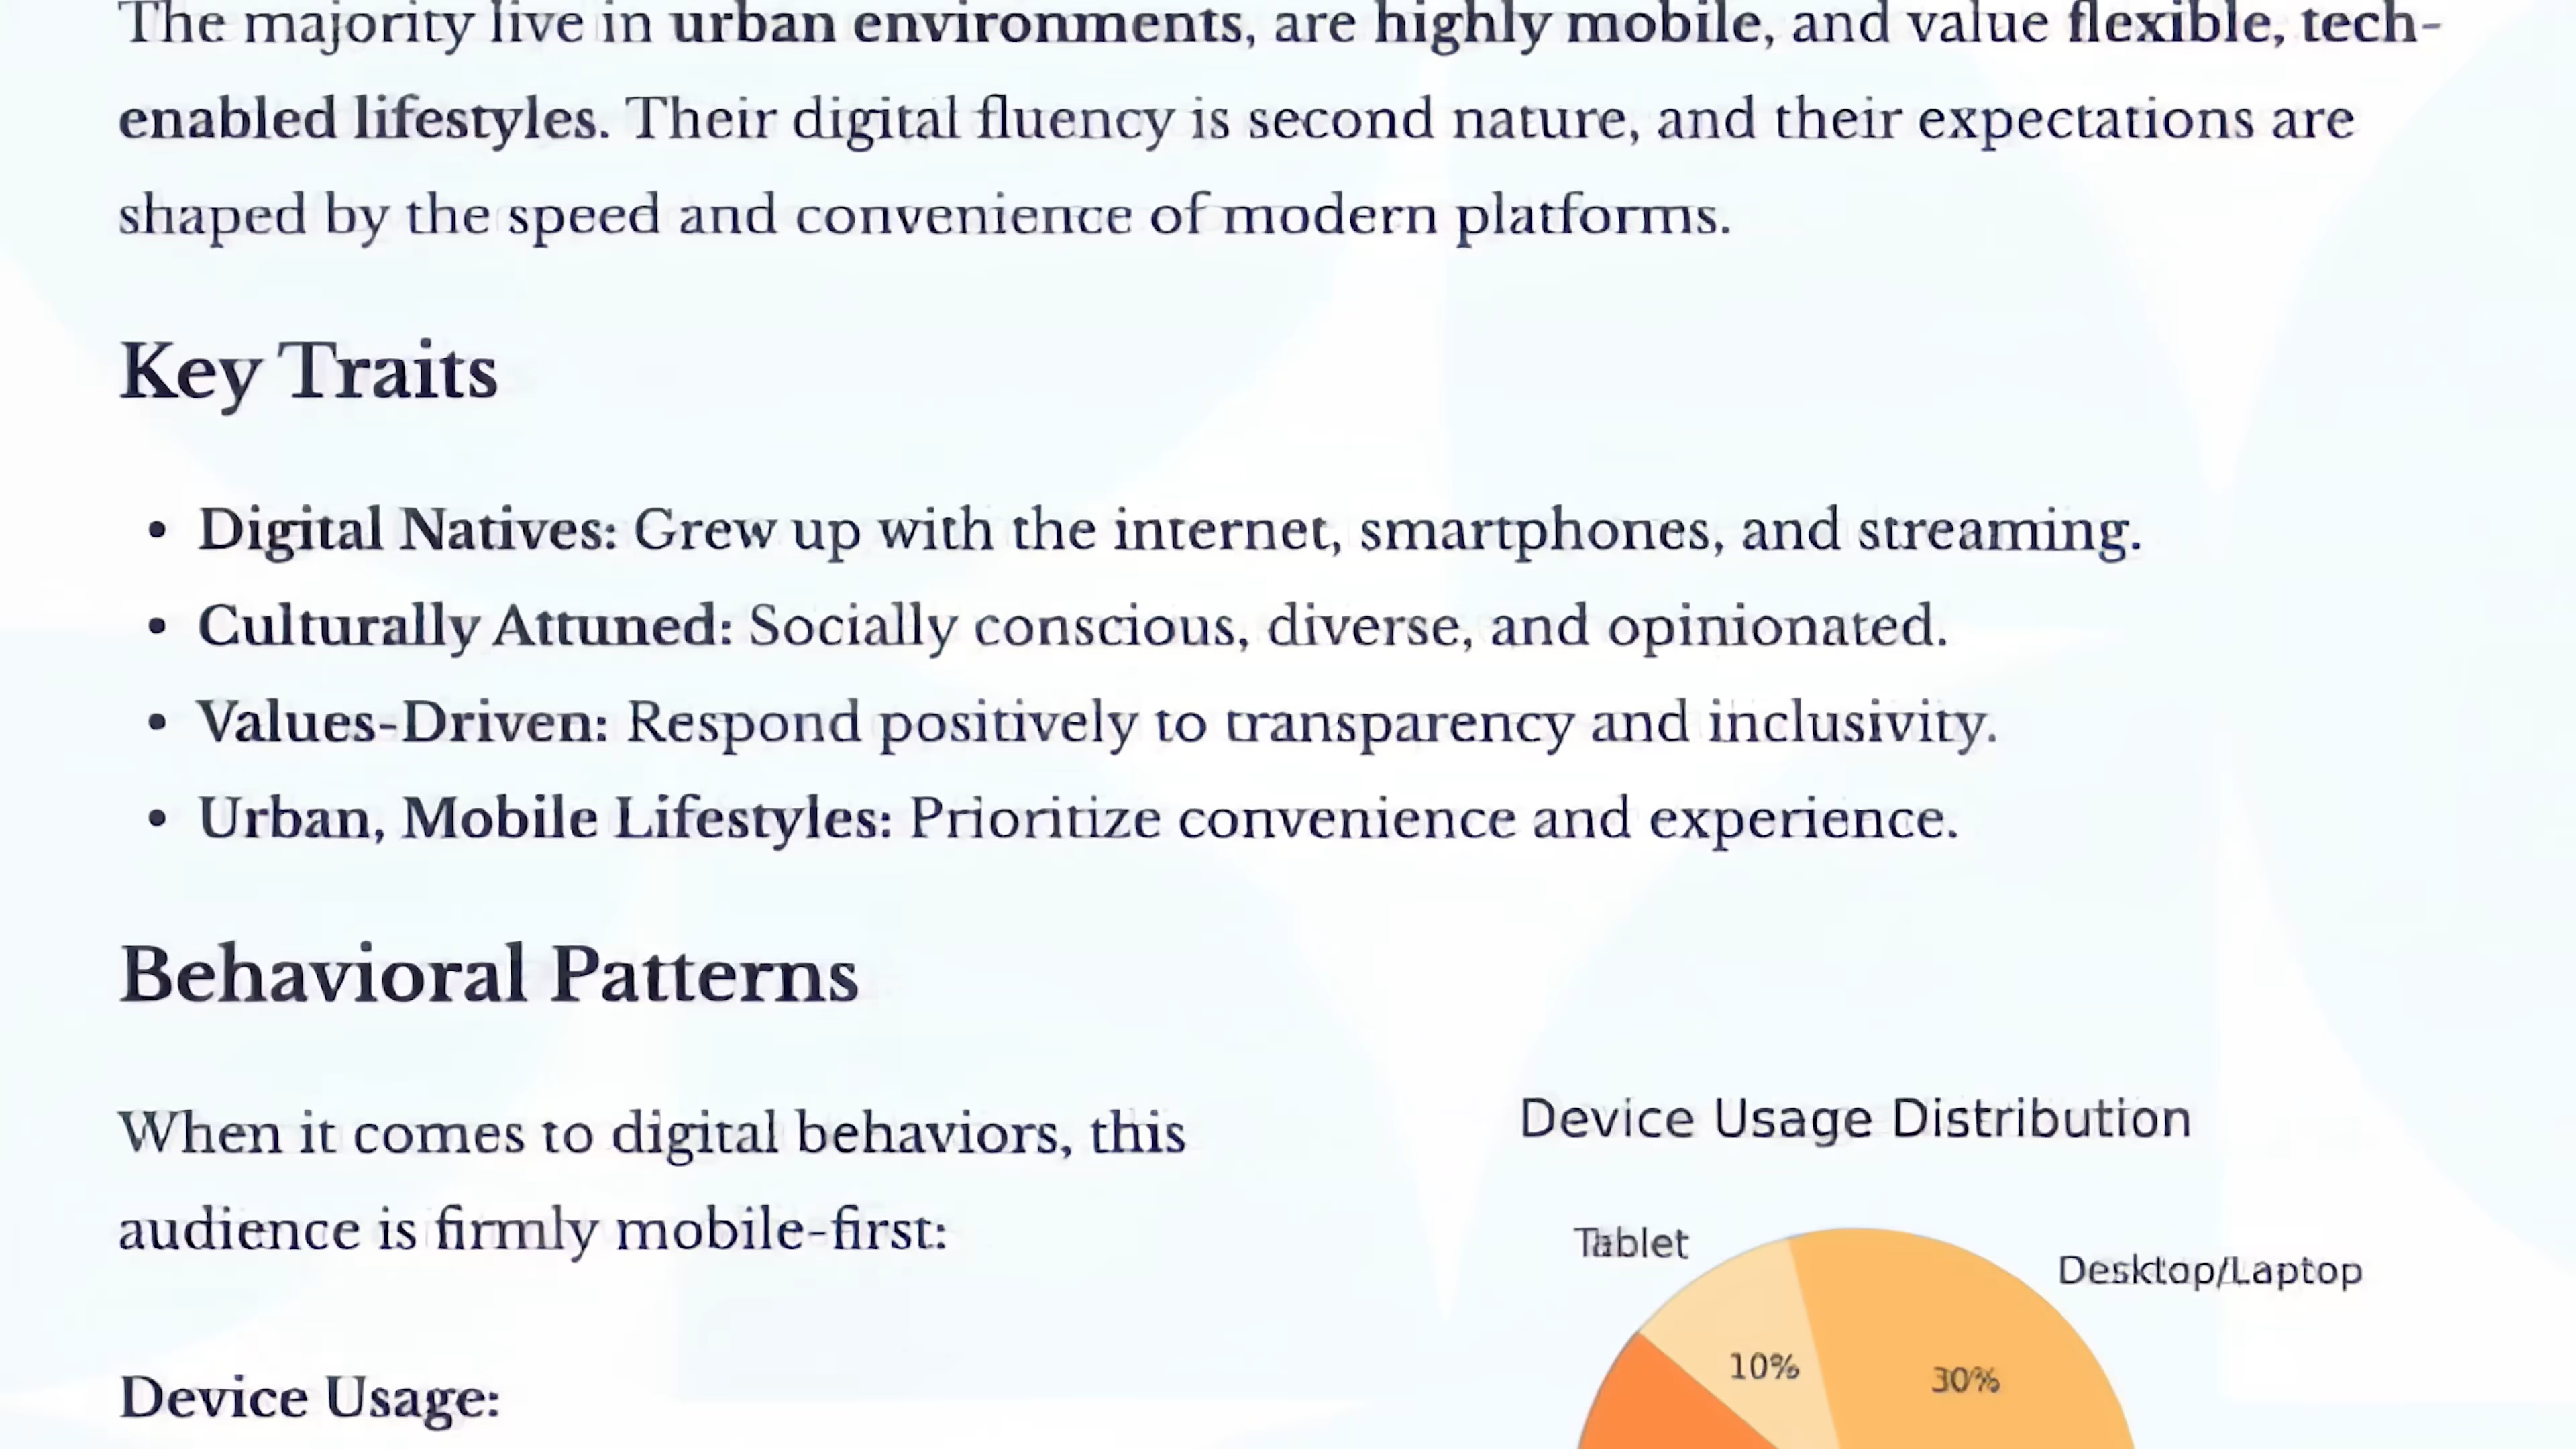 The majority live in urban environments, are highly mobile, and value flexible, tech-
enabled lifestyles. Their digital fluency is second nature, and their expectations are
shaped by the speed and convenience of modern platforms.
Key Traits
• Digital Natives: Grew up with the internet, smartphones, and streaming.
• Culturally Attuned: Socially conscious, diverse, and opinionated.
• Values-Driven: Respond positively to transparency and inclusivity.
• Urban, Mobile Lifestyles: Prioritize convenience and experience.
Behavioral Patterns
When it comes to digital behaviors, this
audience is firmly mobile-first:
Device Usage:
Device Usage Distribution
Tablet
Desktop/Laptop
10%
30%